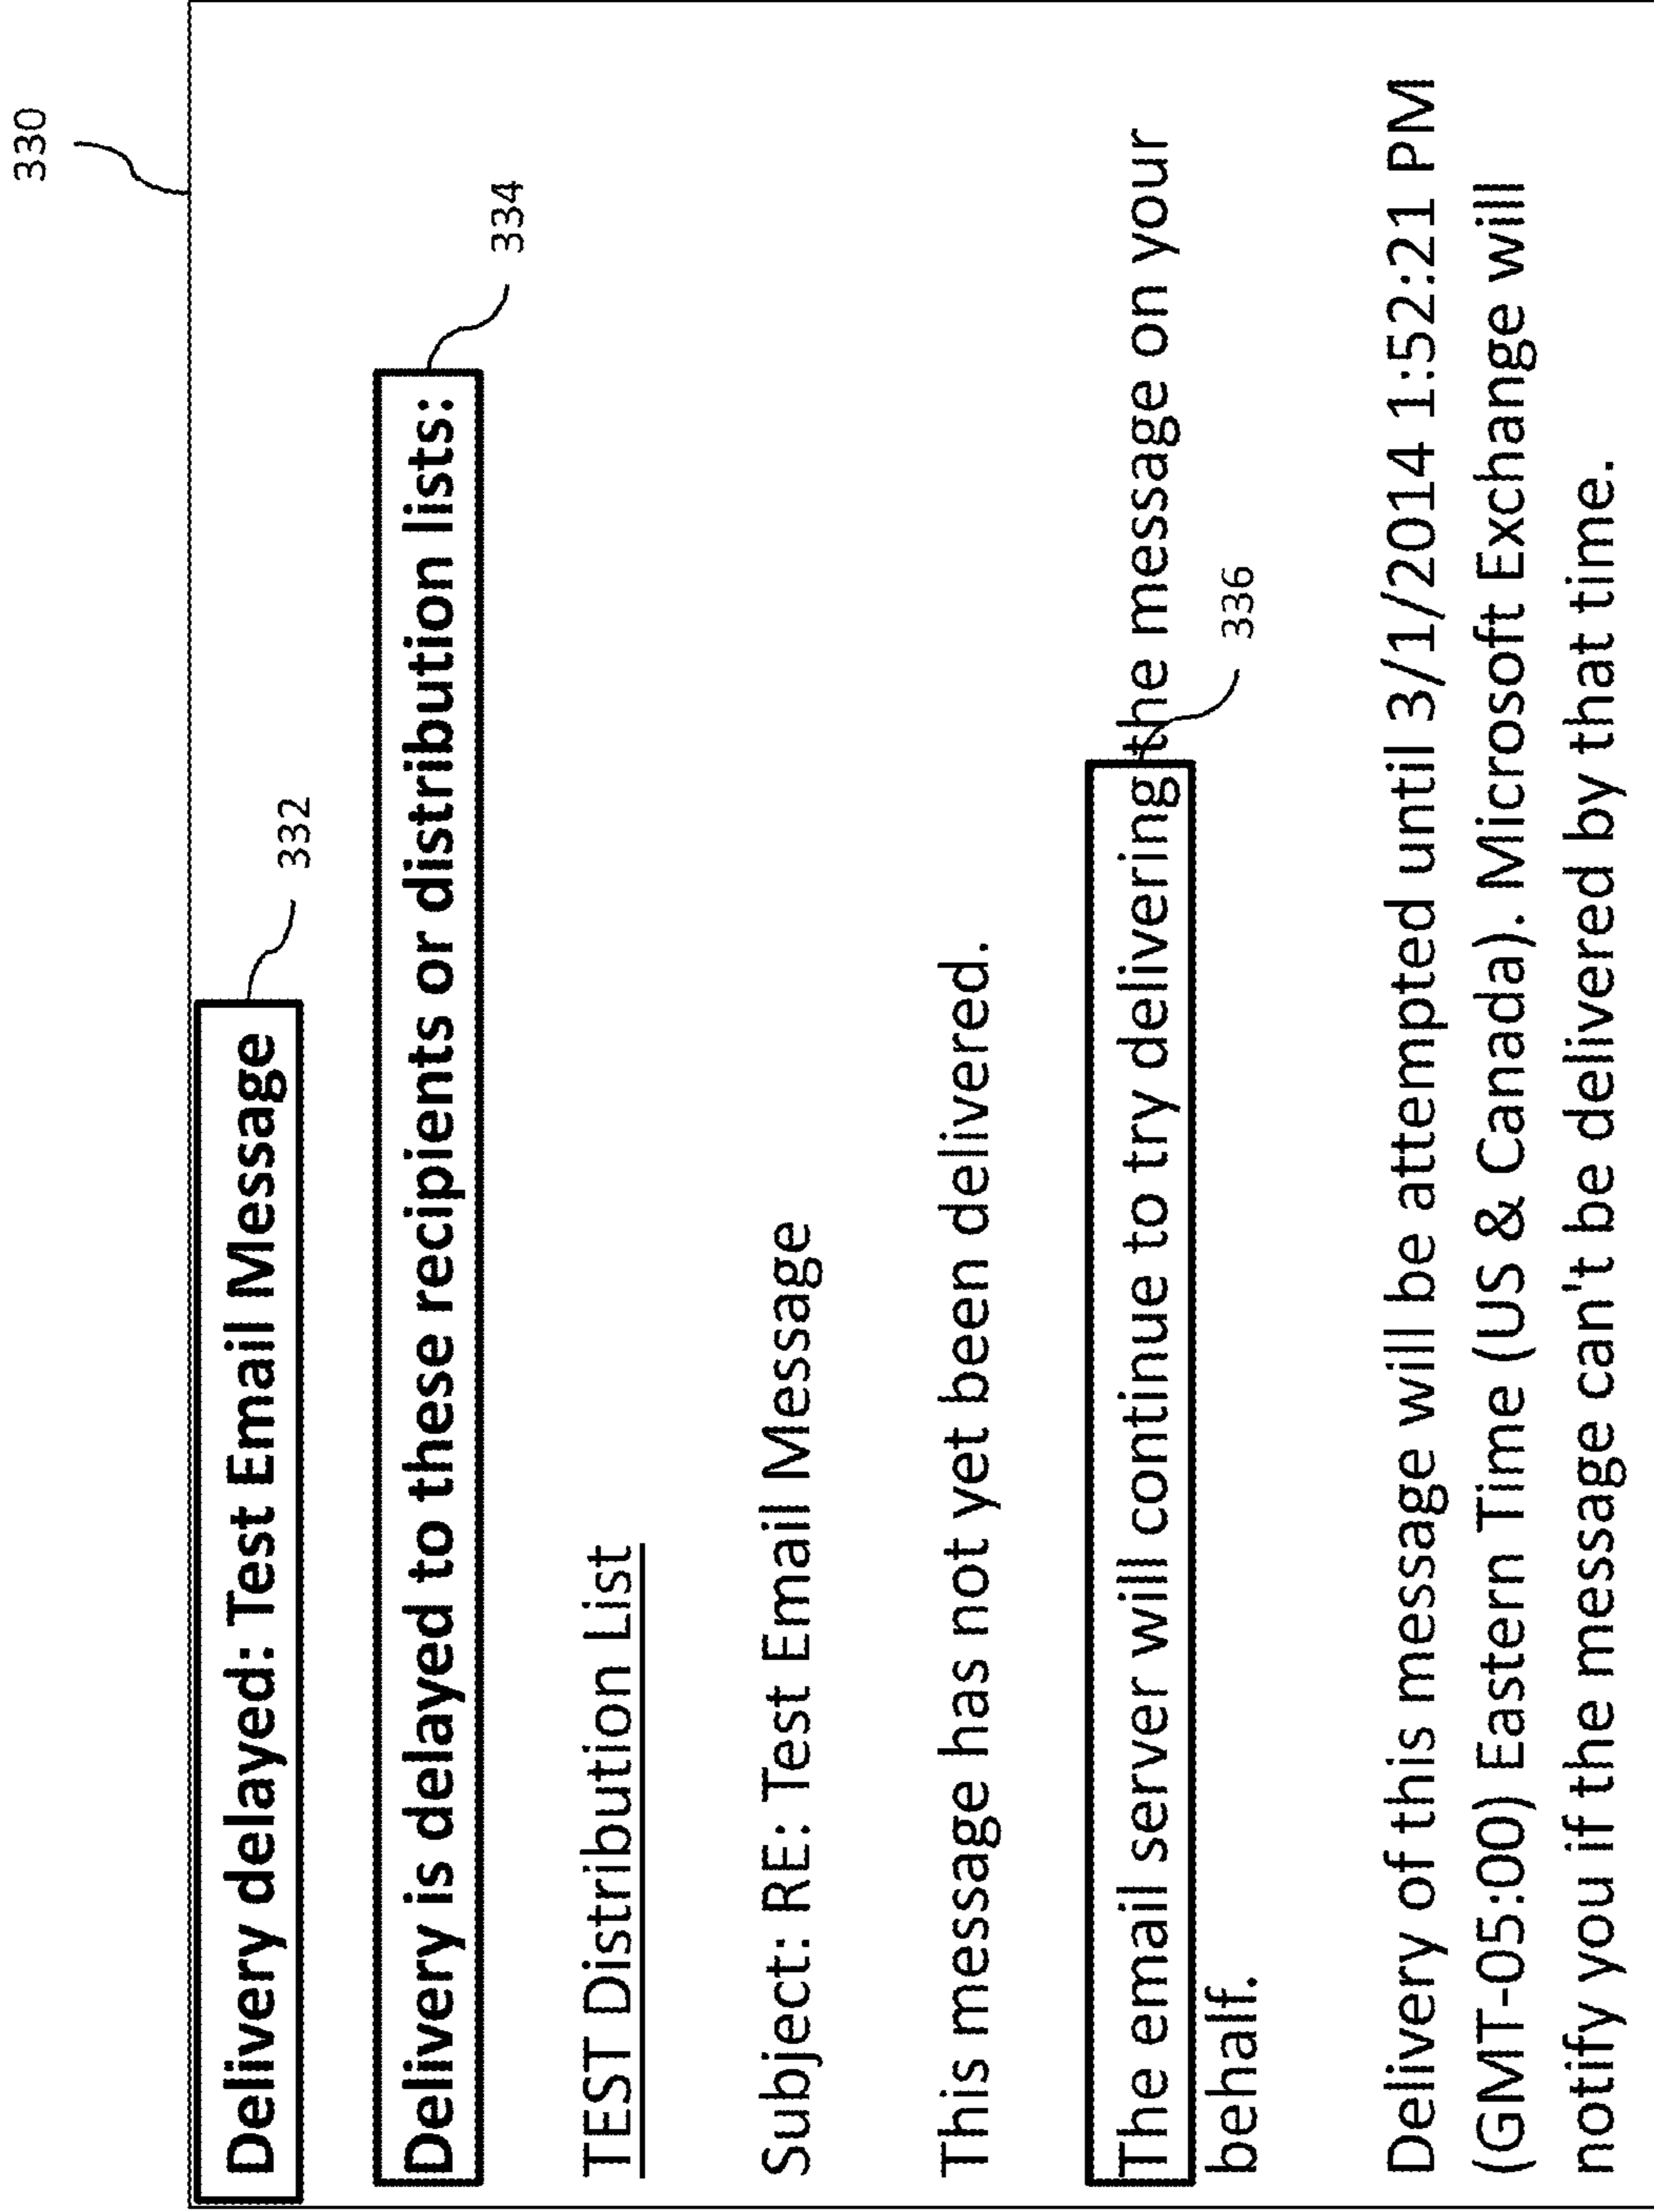 330
Delivery delayed: Test Email Message
332
Delivery is delayed to these recipients or distribution lists:
334
TEST Distribution List
Subject: RE: Test Email Message
This message has not yet been delivered.
The email server will continue to try delivering the message on your
behalf.
336
Delivery of this message will be attempted until 3/1/2014 1:52:21 PM
(GMT-05:00) Eastern Time (US & Canada). Microsoft Exchange will
notify you if the message can't be delivered by that time.